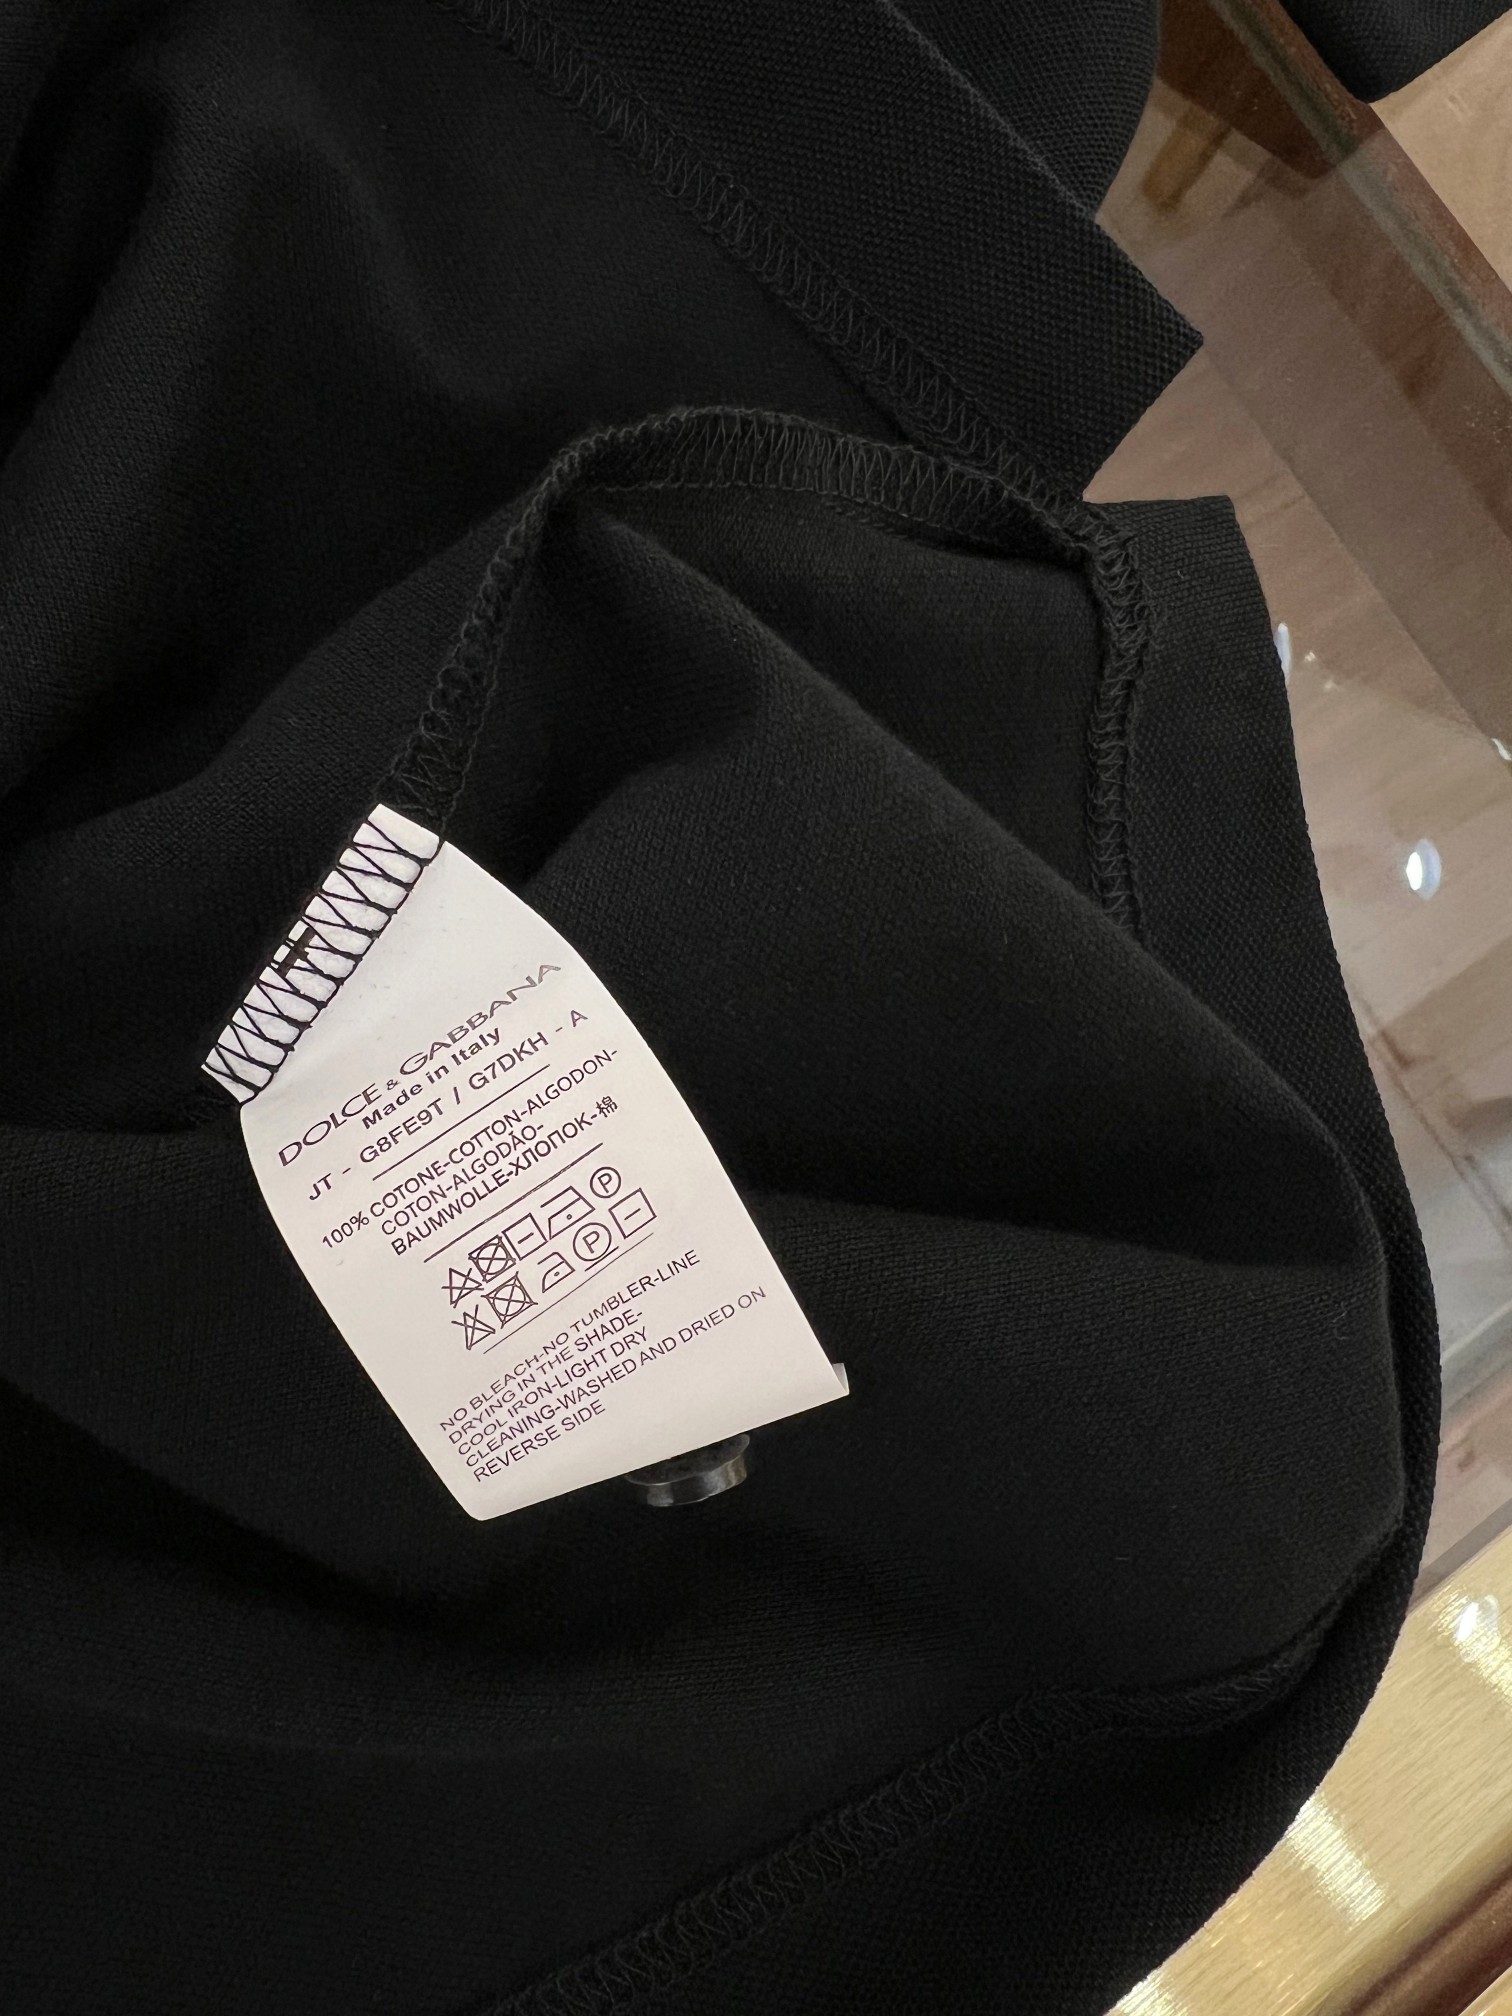 DOLCE & GABBANA
Made in Italy
JT - G8FE9T / G7DKH - A
100% COTONE-COTTON-ALGODON-
COTON-ALGODÃO-
BAUMWOLLE-ХЛОПОК-棉
P
P
NO BLEACH-NO TUMBLER-LINE
DRYING IN THE SHADE-
COOL IRON-LIGHT DRY
CLEANING-WASHED AND DRIED ON
REVERSE SIDE